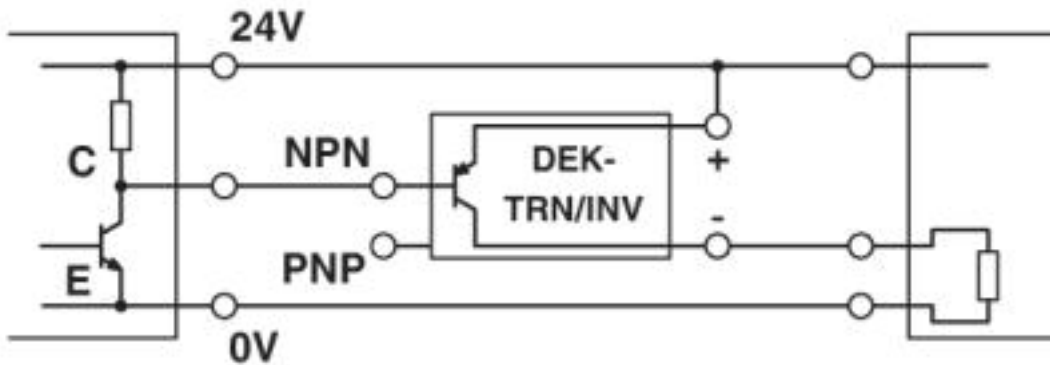 24V
C
NPN
DEK-
TRN/INV
+
-
PNP
E
0V